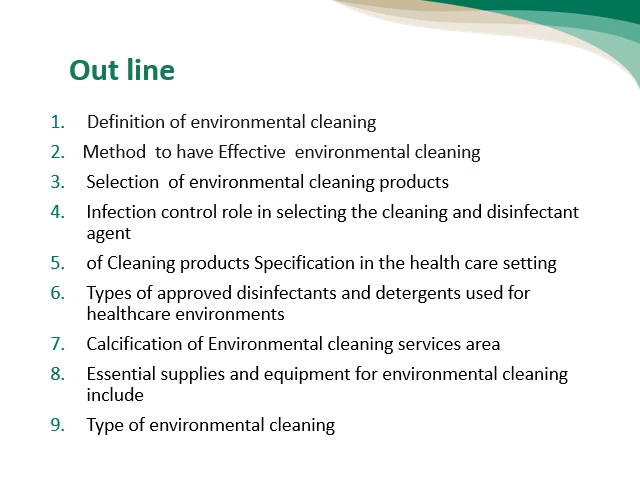 Out line
1. Definition of environmental cleaning
2. Method to have Effective environmental cleaning
3. Selection of environmental cleaning products
4. Infection control role in selecting the cleaning and disinfectant
agent
5. of Cleaning products Specification in the health care setting
6. Types of approved disinfectants and detergents used for
healthcare environments
7. Calcification of Environmental cleaning services area
8. Essential supplies and equipment for environmental cleaning
include
9. Type of environmental cleaning